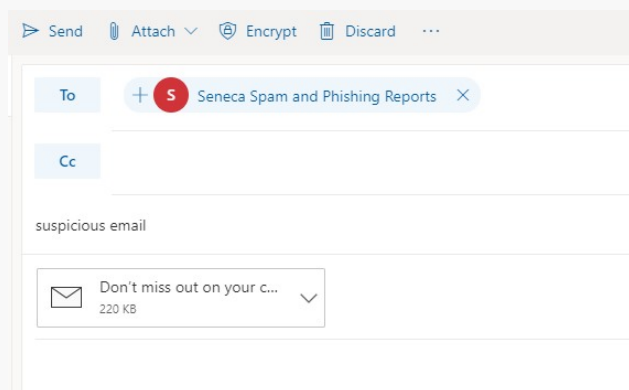 Send Attach Encrypt Discard ...
To S Seneca Spam and Phishing Reports
Cc
suspicious email
Don't miss out on your c...
220 KB